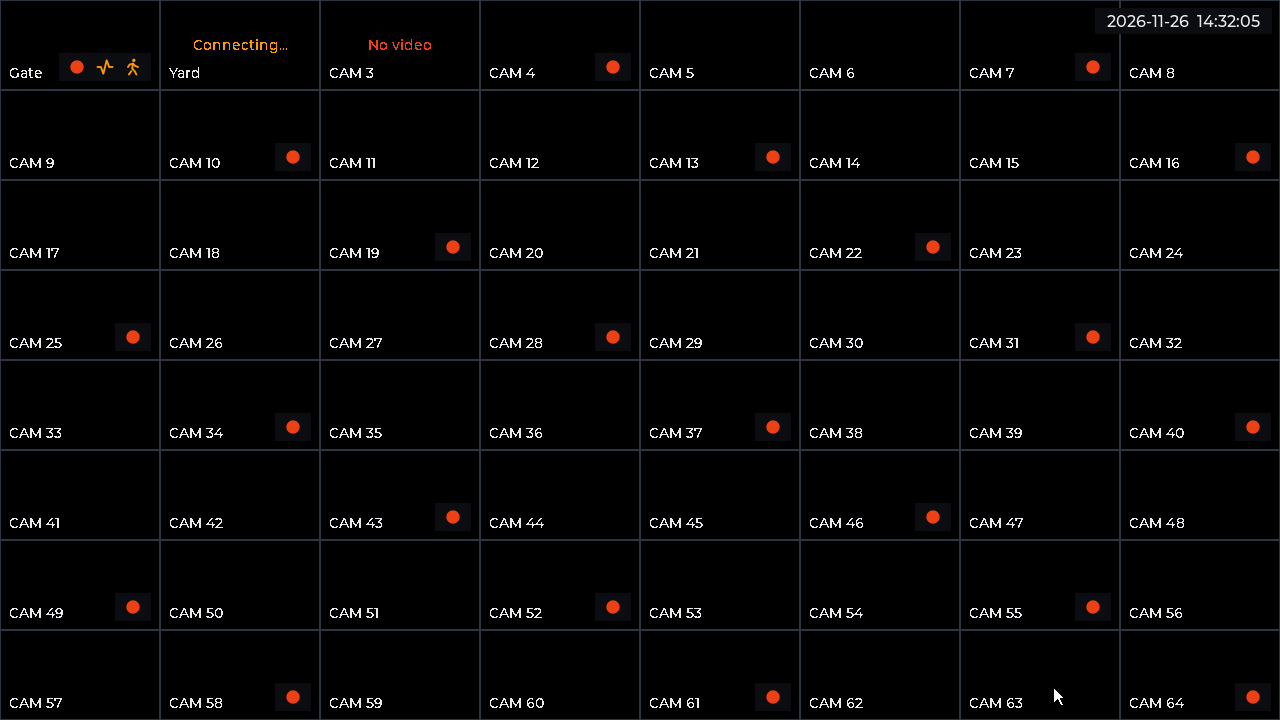 2026-11-26 14:32:05
Connecting...
No video
Gate
Yard
CAM 3
CAM 4
CAM 5
CAM 6
CAM 7
CAM 8
CAM 9
CAM 10
CAM 11
CAM 12
CAM 13
CAM 14
CAM 15
CAM 16
CAM 17
CAM 18
CAM 19
CAM 20
CAM 21
CAM 22
CAM 23
CAM 24
CAM 25
CAM 26
CAM 27
CAM 28
CAM 29
CAM 30
CAM 31
CAM 32
CAM 33
CAM 34
CAM 35
CAM 36
CAM 37
CAM 38
CAM 39
CAM 40
CAM 41
CAM 42
CAM 43
CAM 44
CAM 45
CAM 46
CAM 47
CAM 48
CAM 49
CAM 50
CAM 51
CAM 52
CAM 53
CAM 54
CAM 55
CAM 56
CAM 57
CAM 58
CAM 59
CAM 60
CAM 61
CAM 62
CAM 63
CAM 64